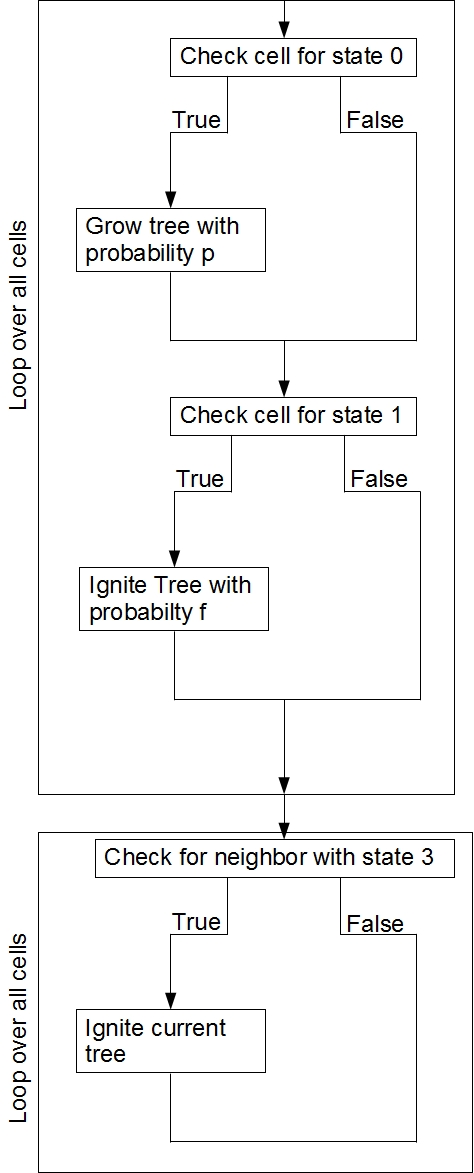 Loop over all cells
Check cell for state 0
True
False
Grow tree with
probability p
Check cell for state 1
True
False
Ignite Tree with
probabilty f
Loop over all cells
Check for neighbor with state 3
True
False
Ignite current
tree